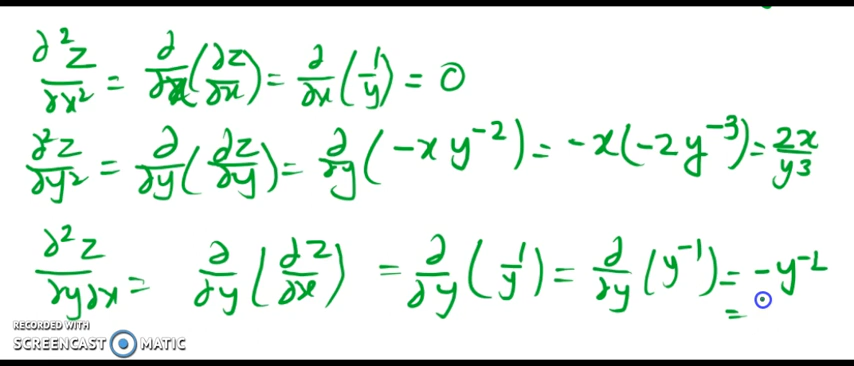 ∂²z/∂x² = ∂/∂x (∂z/∂x) = ∂/∂x (1/y) = 0
∂²z/∂y² = ∂/∂y (∂z/∂y) = ∂/∂y (-xy⁻²) = -x(-2y⁻³) = 2x/y³
∂²z/∂y∂x = ∂/∂y (∂z/∂x) = ∂/∂y (1/y) = ∂/∂y (y⁻¹) = -y⁻²
=
RECORDED WITH
SCREENCAST MATIC